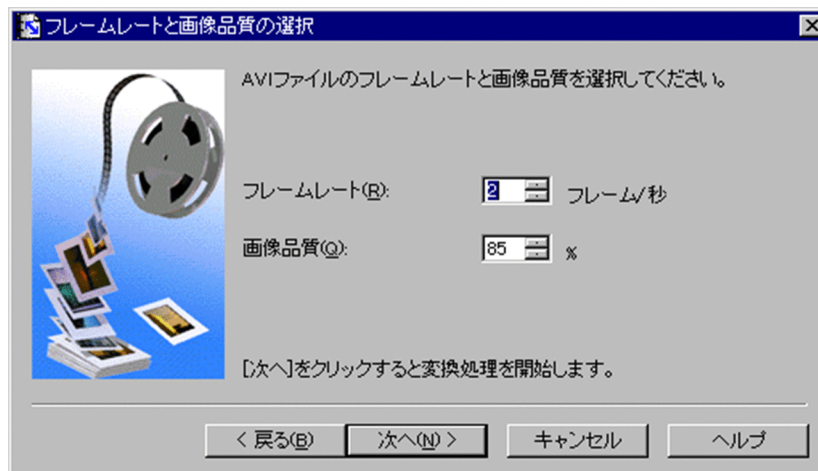 フレームレートと画像品質の選択
AVIファイルのフレームレートと画像品質を選択してください。
フレームレート(R): 2 フレーム/秒
画像品質(Q): 85 %
[次へ]をクリックすると変換処理を開始します。
< 戻る(B) 次へ(N) > キャンセル ヘルプ